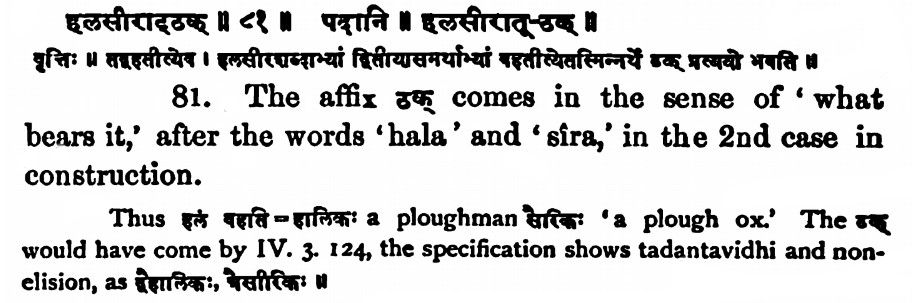 हलसीराट्ठक् ॥ ८१ ॥ पदानि ॥ हलसीरात्-ठक् ॥
वृत्तिः ॥ तद्वहतीत्येव । हलसीरशब्दाभ्यां द्वितीयासमर्थाभ्यां वहतीत्येतस्मिन्नर्थे ठक् प्रत्ययो भवति ॥
81. The affix ठक् comes in the sense of ‘ what
bears it,’ after the words ‘hala’ and ‘sîra,’ in the 2nd case in
construction.
Thus हलं वहति = हालिकः a ploughman सैरिकः ‘a plough ox.’ The ठक्
would have come by IV. 3. 124, the specification shows tadantavidhi and non-
elision, as द्वैहालिकः, त्रैसीरिकः ॥